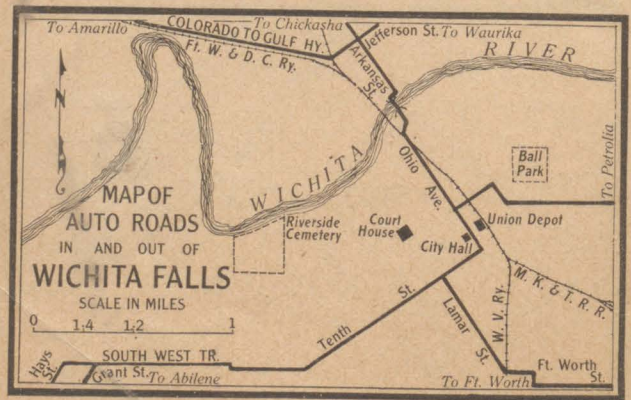 To Amarillo
COLORADO TO GULF HY.
To Chickasha
Jefferson St.
To Waurika
Ft. W. & D. C. Ry.
Arkansas St.
RIVER
WICHITA
Ohio Ave.
Ball
Park
To Petrolia
N
MAP OF
AUTO ROADS
IN AND OUT OF
WICHITA FALLS
SCALE IN MILES
0 1:4 1:2 1
Riverside
Cemetery
Court
House
City Hall
Union Depot
M. K. & T. R. R.
W. V. Ry.
Tenth St.
Lamar St.
Ft. Worth
St.
To Ft. Worth
SOUTH WEST TR.
Hays St.
Grant St.
To Abilene